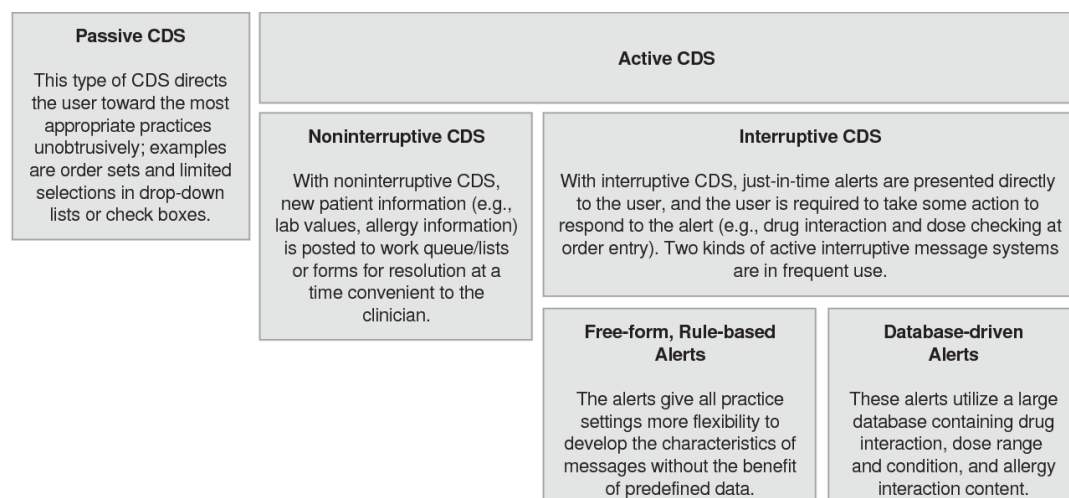 Passive CDS
This type of CDS directs
the user toward the most
appropriate practices
unobtrusively; examples
are order sets and limited
selections in drop-down
lists or check boxes.
Active CDS
Noninterruptive CDS
With noninterruptive CDS,
new patient information (e.g.,
lab values, allergy information)
is posted to work queue/lists
or forms for resolution at a
time convenient to the
clinician.
Interruptive CDS
With interruptive CDS, just-in-time alerts are presented directly
to the user, and the user is required to take some action to
respond to the alert (e.g., drug interaction and dose checking at
order entry). Two kinds of active interruptive message systems
are in frequent use.
Free-form, Rule-based
Alerts
The alerts give all practice
settings more flexibility to
develop the characteristics of
messages without the benefit
of predefined data.
Database-driven
Alerts
These alerts utilize a large
database containing drug
interaction, dose range
and condition, and allergy
interaction content.